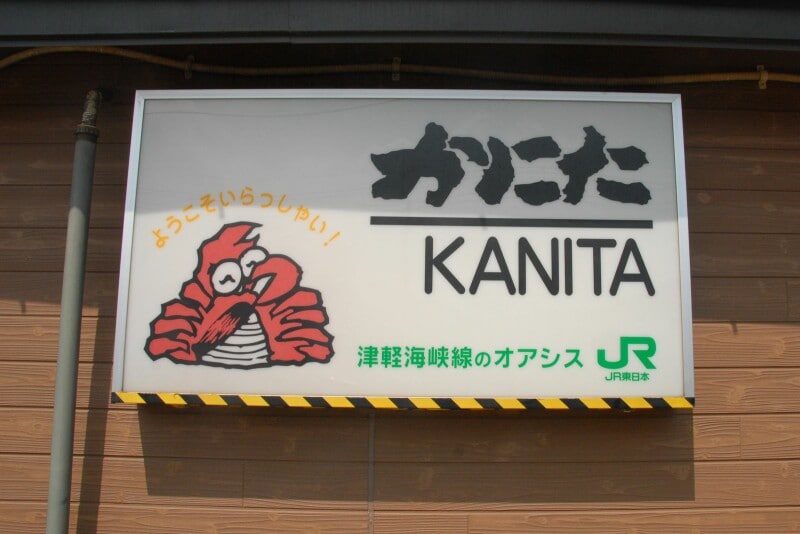 かにた
KANITA
ようこそいらっしゃい!
津軽海峡線のオアシス
JR
JR東日本